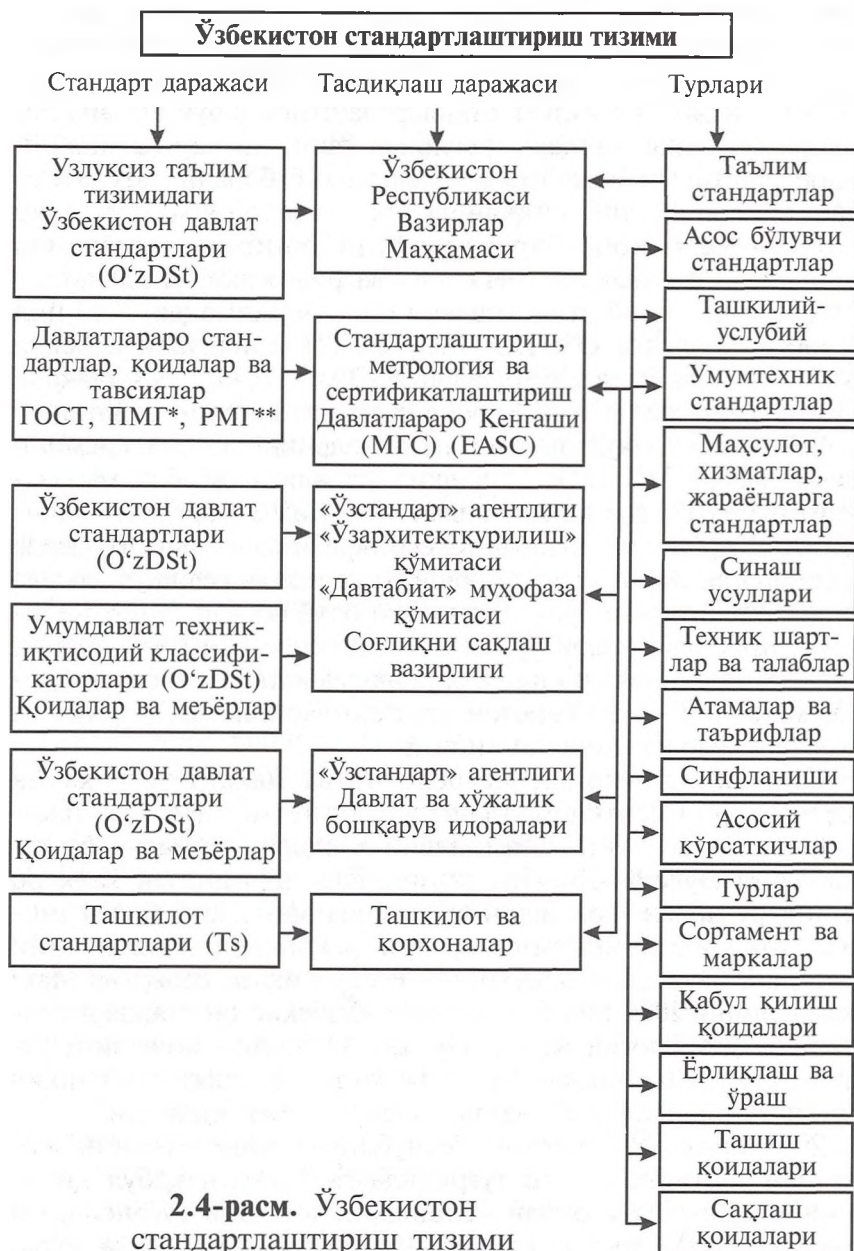 Ўзбекистон стандартлаштириш тизими
Стандарт даражаси
Тасдиқлаш даражаси
Турлари
Узлуксиз таълим
тизимидаги
Ўзбекистон давлат
стандартлари
(O‘zDSt)
Давлатлараро стан-
дартлар, қоидалар ва
тавсиялар
ГОСТ, ПМГ*, РМГ**
Ўзбекистон давлат
стандартлари
(O‘zDSt)
Умумдавлат техник-
иқтисодий классифи-
каторлари (O‘zDSt)
Қоидалар ва меъёрлар
Ўзбекистон давлат
стандартлари
(O‘zDSt)
Қоидалар ва меъёрлар
Ташкилот
стандартлари (Ts)
Ўзбекистон
Республикаси
Вазирлар
Маҳкамаси
Стандартлаштириш,
метрология ва
сертификатлаштириш
Давлатлараро Кенгаши
(МГС) (EASC)
«Ўзстандарт» агентлиги
«Ўзархитектқурилиш»
қўмитаси
«Давтабиат» муҳофаза
қўмитаси
Соғлиқни сақлаш
вазирлиги
«Ўзстандарт» агентлиги
Давлат ва хўжалик
бошқарув идоралари
Ташкилот ва
корхоналар
Таълим
стандартлар
Асос бўлувчи
стандартлар
Ташкилий-
услубий
Умумтехник
стандартлар
Маҳсулот,
хизматлар,
жараёнларга
стандартлар
Синаш
усуллари
Техник шарт-
лар ва талаблар
Атамалар ва
таърифлар
Синфланиши
Асосий
кўрсаткичлар
Турлар
Сортамент ва
маркалар
Қабул қилиш
қоидалари
Ёрлиқлаш ва
ўраш
Ташиш
қоидалари
Сақлаш
қоидалари
2.4-расм. Ўзбекистон
стандартлаштириш тизими